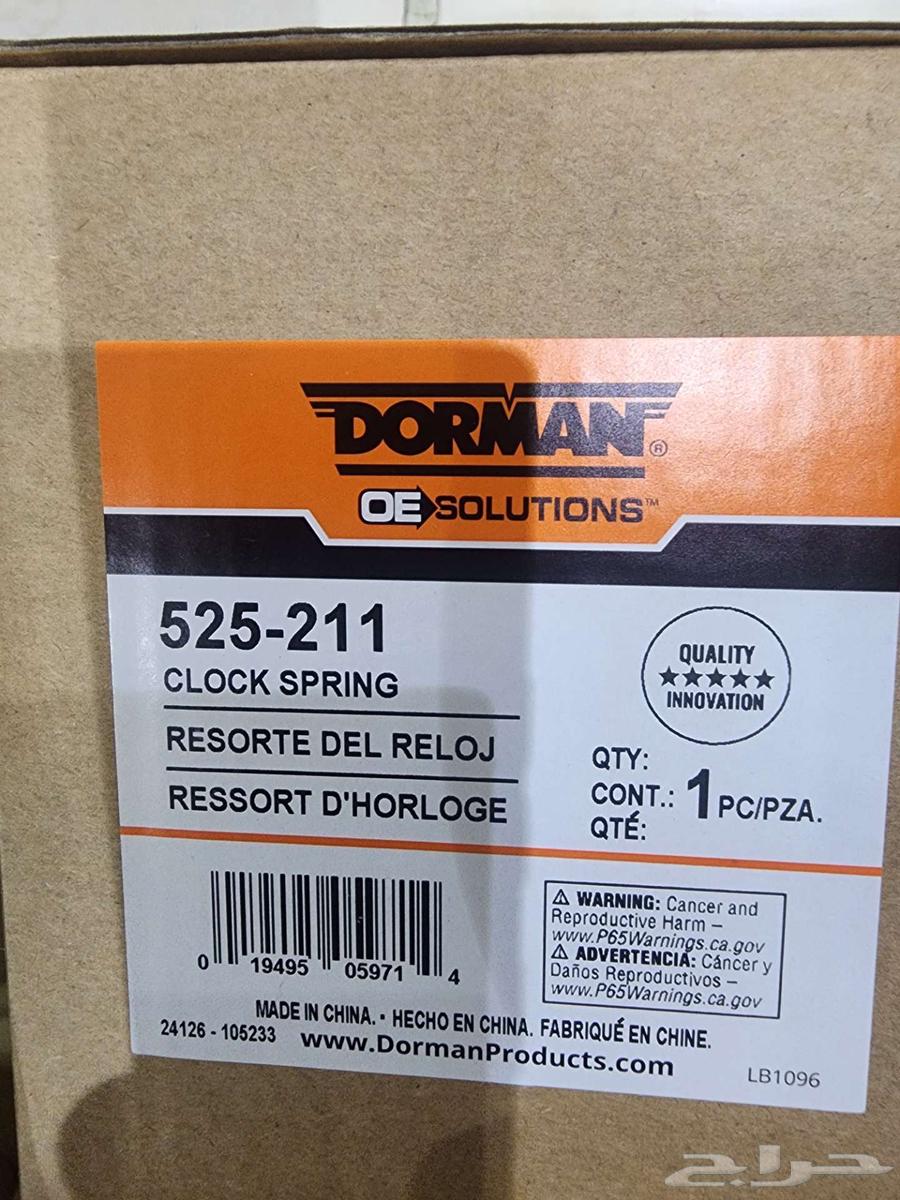 DORMAN®
OE SOLUTIONS™
525-211
CLOCK SPRING
RESORTE DEL RELOJ
RESSORT D'HORLOGE
QUALITY
★★★★★
INNOVATION
QTY:
CONT.: 1 PC/PZA.
QTÉ:
0 19495 05971 4
⚠ WARNING: Cancer and
Reproductive Harm –
www.P65Warnings.ca.gov
⚠ ADVERTENCIA: Cáncer y
Daños Reproductivos –
www.P65Warnings.ca.gov
MADE IN CHINA. • HECHO EN CHINA. FABRIQUÉ EN CHINE.
24126 - 105233 www.DormanProducts.com
LB1096
حراج